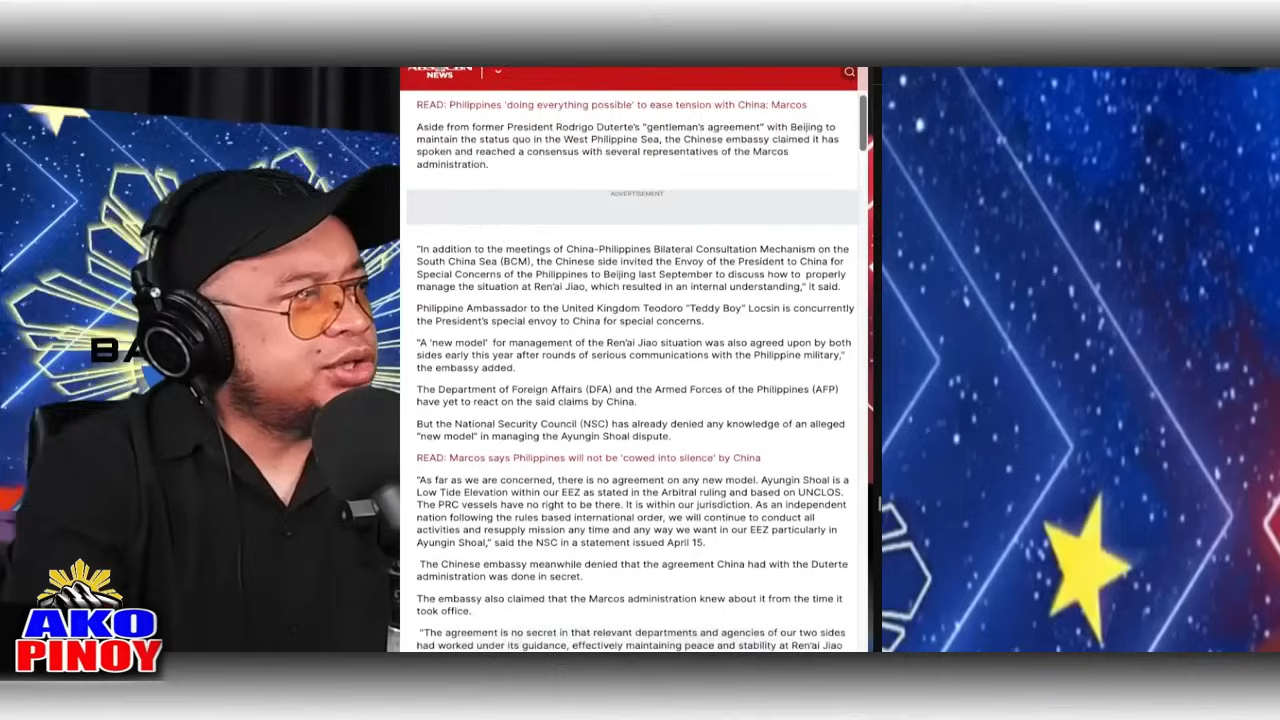 ABS-CBN
NEWS
READ: Philippines 'doing everything possible' to ease tension with China: Marcos
Aside from former President Rodrigo Duterte's "gentleman's agreement" with Beijing to
maintain the status quo in the West Philippine Sea, the Chinese embassy claimed it has
spoken and reached a consensus with several representatives of the Marcos
administration.
ADVERTISEMENT
"In addition to the meetings of China-Philippines Bilateral Consultation Mechanism on the
South China Sea (BCM), the Chinese side invited the Envoy of the President to China for
Special Concerns of the Philippines to Beijing last September to discuss how to properly
manage the situation at Ren'ai Jiao, which resulted in an internal understanding," it said.
Philippine Ambassador to the United Kingdom Teodoro "Teddy Boy" Locsin is concurrently
the President's special envoy to China for special concerns.
"A 'new model' for management of the Ren'ai Jiao situation was also agreed upon by both
sides early this year after rounds of serious communications with the Philippine military,"
the embassy added.
The Department of Foreign Affairs (DFA) and the Armed Forces of the Philippines (AFP)
have yet to react on the said claims by China.
But the National Security Council (NSC) has already denied any knowledge of an alleged
"new model" in managing the Ayungin Shoal dispute.
READ: Marcos says Philippines will not be 'cowed into silence' by China
"As far as we are concerned, there is no agreement on any new model. Ayungin Shoal is a
Low Tide Elevation within our EEZ as stated in the Arbitral ruling and based on UNCLOS.
The PRC vessels have no right to be there. It is within our jurisdiction. As an independent
nation following the rules based international order, we will continue to conduct all
activities and resupply mission any time and any way we want in our EEZ particularly in
Ayungin Shoal," said the NSC in a statement issued April 15.
The Chinese embassy meanwhile denied that the agreement China had with the Duterte
administration was done in secret.
The embassy also claimed that the Marcos administration knew about it from the time it
took office.
"The agreement is no secret in that relevant departments and agencies of our two sides
had worked under its guidance, effectively maintaining peace and stability at Ren'ai Jiao
BA
AKO
PINOY